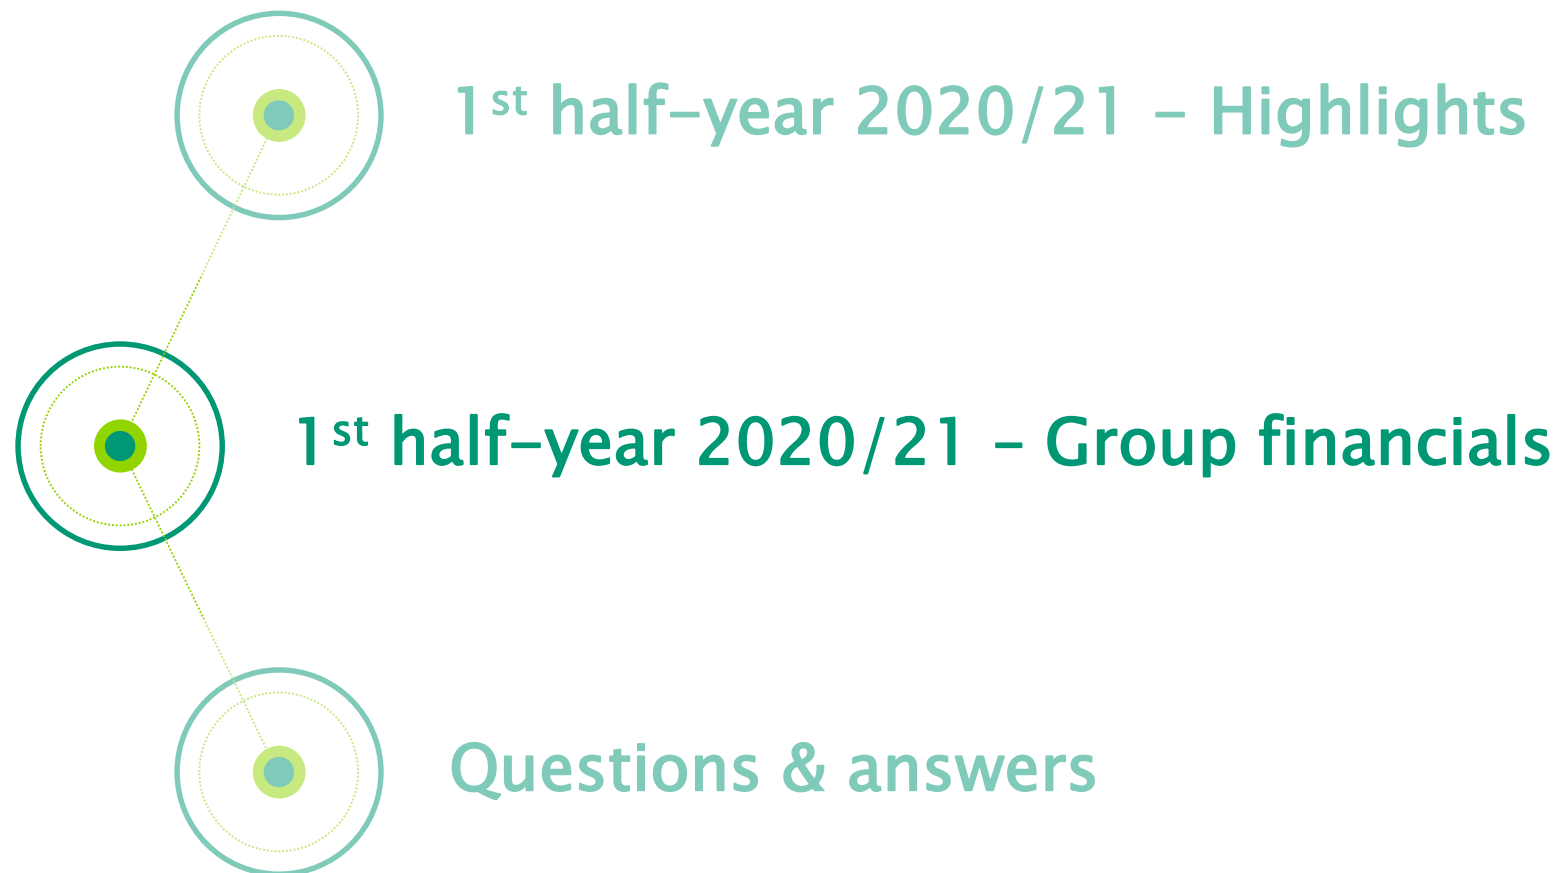 1st half-year 2020/21 - Highlights
1st half-year 2020/21 - Group financials
Questions & answers